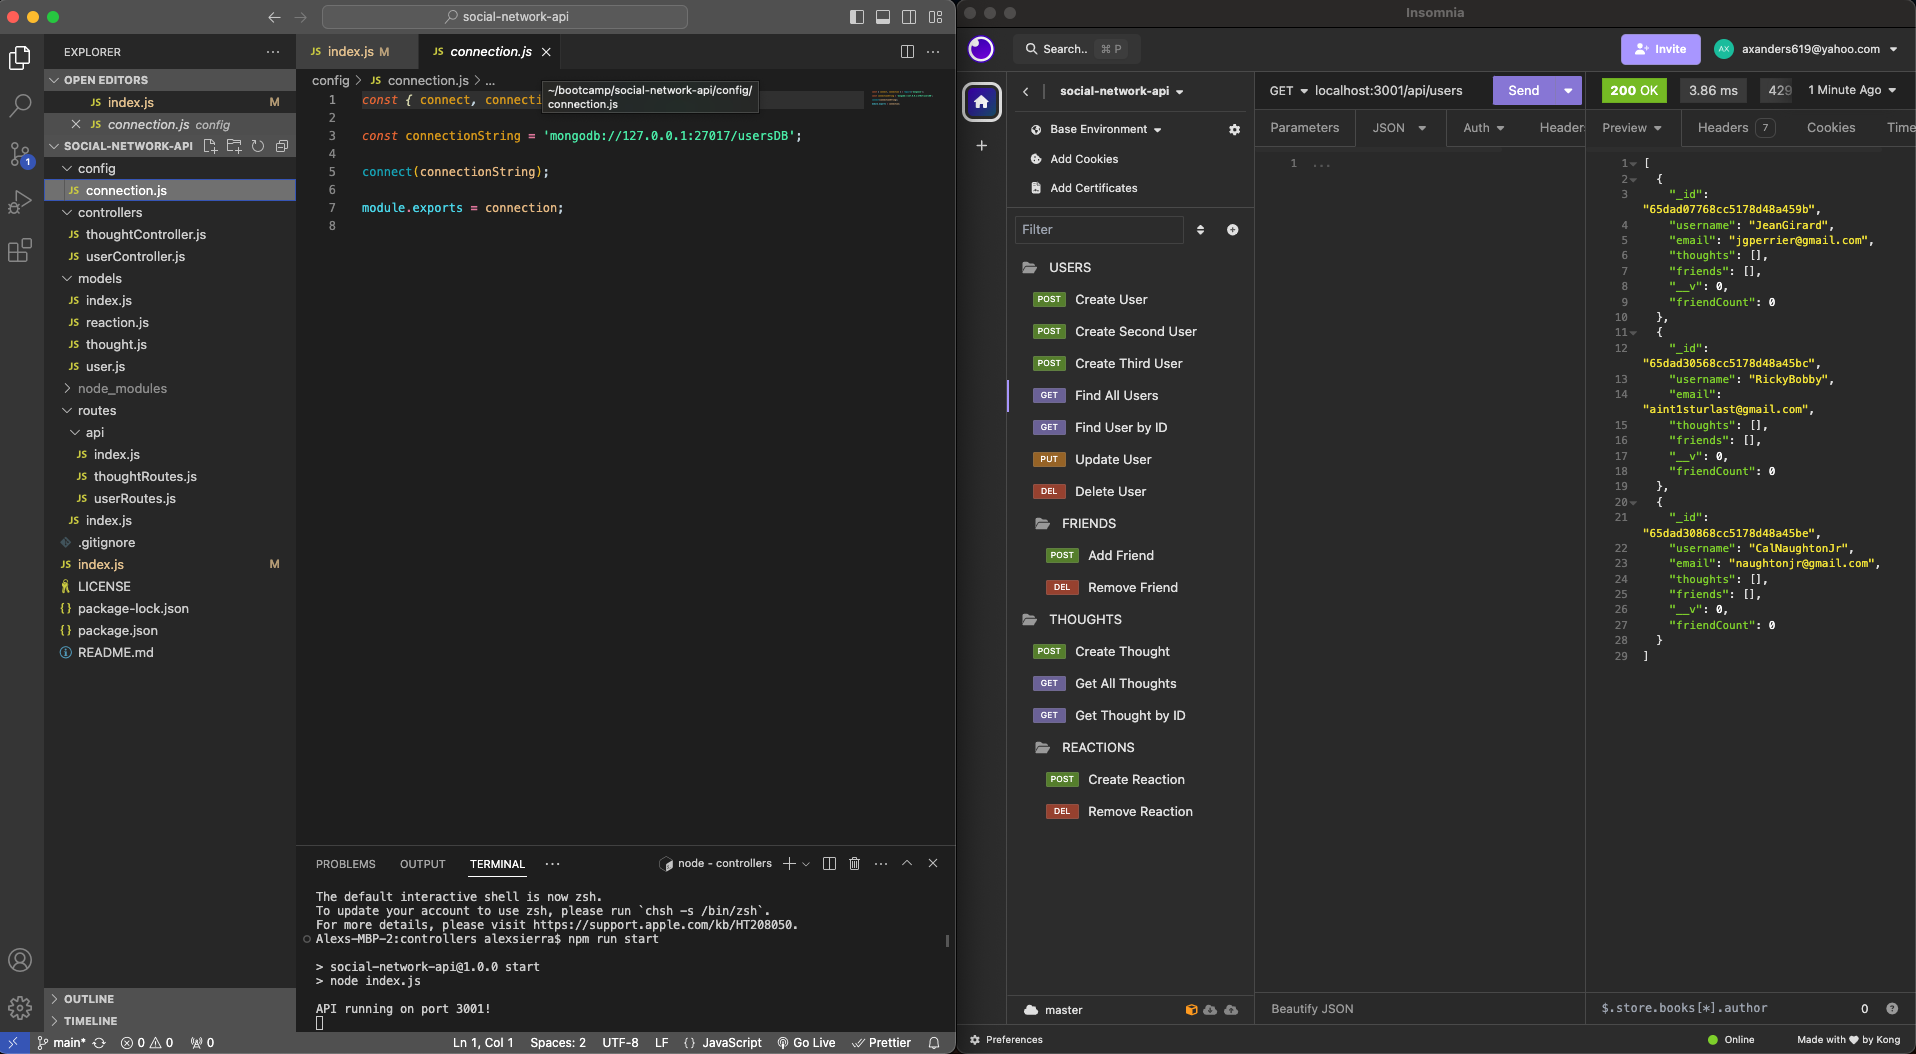 social-network-api
EXPLORER
OPEN EDITORS
JS index.js M
JS connection.js config
SOCIAL-NETWORK-API
config
JS connection.js
controllers
JS thoughtController.js
JS userController.js
models
JS index.js
JS reaction.js
JS thought.js
JS user.js
node_modules
routes
api
JS index.js
JS thoughtRoutes.js
JS userRoutes.js
JS index.js
.gitignore
JS index.js M
LICENSE
{} package-lock.json
{} package.json
README.md
OUTLINE
TIMELINE
1
JS index.js M
JS connection.js
config > JS connection.js > ...
~/bootcamp/social-network-api/config/
connection.js
1 const { connect, connecti
2
3 const connectionString = 'mongodb://127.0.0.1:27017/usersDB';
4
5 connect(connectionString);
6
7 module.exports = connection;
8
PROBLEMS OUTPUT TERMINAL ... node - controllers
The default interactive shell is now zsh.
To update your account to use zsh, please run `chsh -s /bin/zsh`.
For more details, please visit https://support.apple.com/kb/HT208050.
Alexs-MBP-2:controllers alexsierra$ npm run start
> social-network-api@1.0.0 start
> node index.js
API running on port 3001!
main* 0 0 0 Ln 1, Col 1 Spaces: 2 UTF-8 LF {} JavaScript Go Live Prettier
Insomnia
Search.. ⌘ P
Invite
AX axanders619@yahoo.com
social-network-api
Base Environment
Add Cookies
Add Certificates
Filter
USERS
POST Create User
POST Create Second User
POST Create Third User
GET Find All Users
GET Find User by ID
PUT Update User
DEL Delete User
FRIENDS
POST Add Friend
DEL Remove Friend
THOUGHTS
POST Create Thought
GET Get All Thoughts
GET Get Thought by ID
REACTIONS
POST Create Reaction
DEL Remove Reaction
master
GET localhost:3001/api/users Send
Parameters JSON Auth Header
1 ...
Beautify JSON
200 OK 3.86 ms 429 1 Minute Ago
Preview Headers 7 Cookies Time
1 [
2 {
3 "_id":
"65dad07768cc5178d48a459b",
4 "username": "JeanGirard",
5 "email": "jgperrier@gmail.com",
6 "thoughts": [],
7 "friends": [],
8 "__v": 0,
9 "friendCount": 0
10 },
11 {
12 "_id":
"65dad30568cc5178d48a45bc",
13 "username": "RickyBobby",
14 "email":
"aint1sturlast@gmail.com",
15 "thoughts": [],
16 "friends": [],
17 "__v": 0,
18 "friendCount": 0
19 },
20 {
21 "_id":
"65dad30868cc5178d48a45be",
22 "username": "CalNaughtonJr",
23 "email": "naughtonjr@gmail.com",
24 "thoughts": [],
25 "friends": [],
26 "__v": 0,
27 "friendCount": 0
28 }
29 ]
$.store.books[*].author 0
Preferences
Online
Made with ♥ by Kong